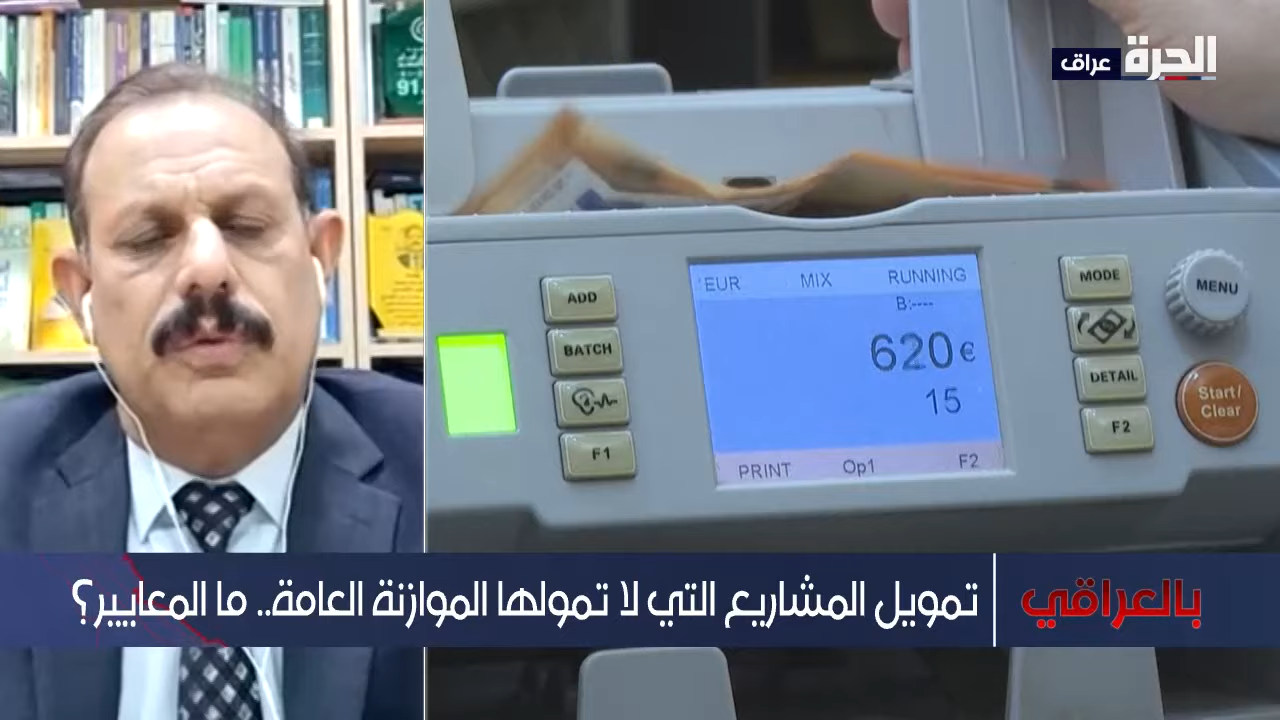 الحرة
عراق
91.
EUR MIX RUNNING
B:----
620€
15
PRINT Op1 F2
ADD
BATCH
F1
MODE
DETAIL
F2
MENU
Start/
Clear
بالعراقي
تمويل المشاريع التي لا تمولها الموازنة العامة.. ما المعايير؟